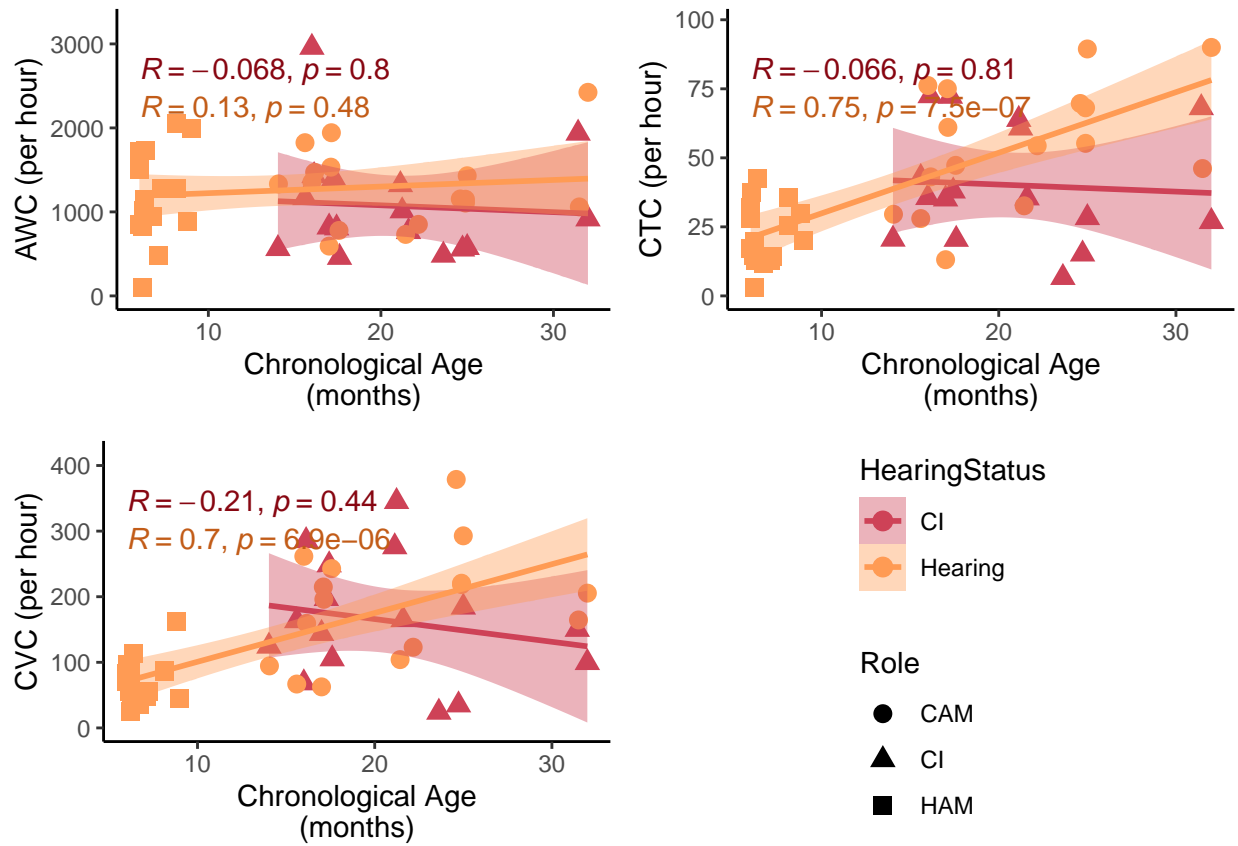 3000
2000
1000
0
AWC (per hour)
R = −0.068, p = 0.8
R = 0.13, p = 0.48
10
20
30
Chronological Age
(months)
100
75
50
25
0
CTC (per hour)
R = −0.066, p = 0.81
R = 0.75, p = 7.5e−07
10
20
30
Chronological Age
(months)
400
300
200
100
0
CVC (per hour)
R = −0.21, p = 0.44
R = 0.7, p = 6.9e−06
10
20
30
Chronological Age
(months)
HearingStatus
CI
Hearing
Role
CAM
CI
HAM